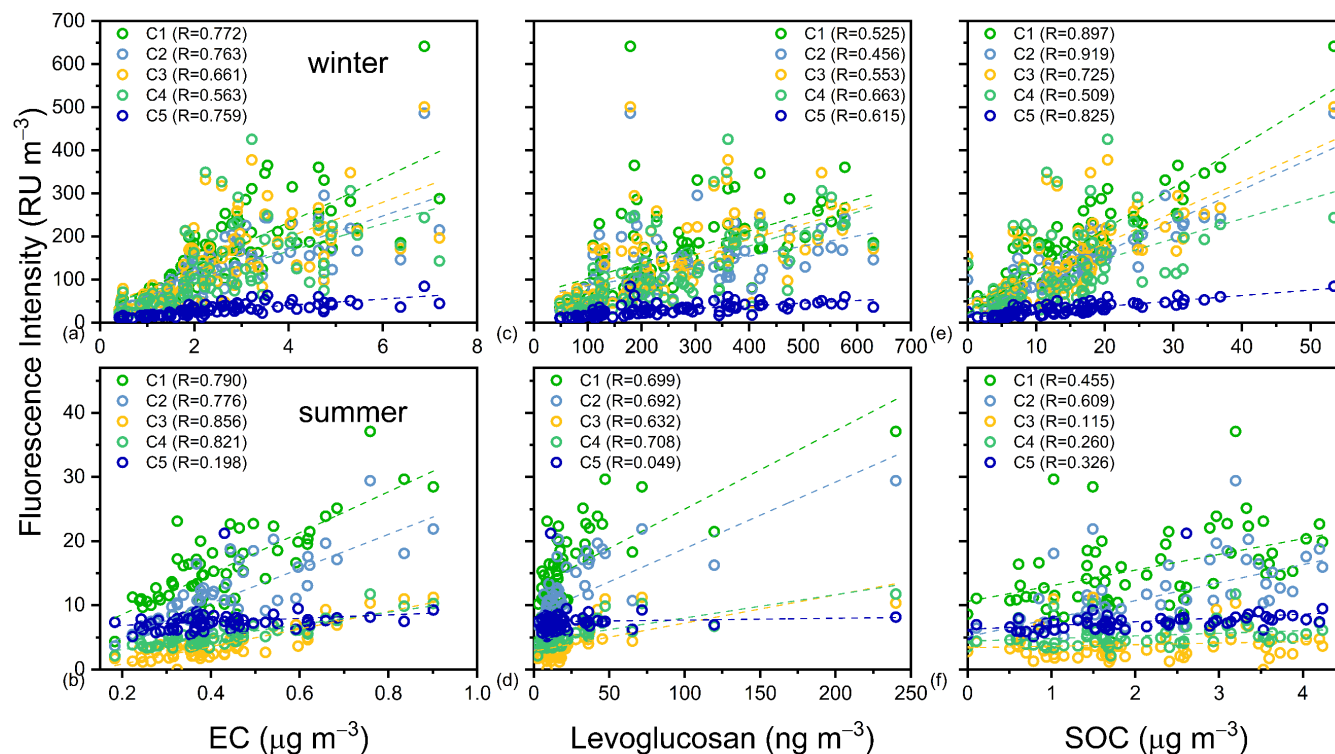 Fluorescence Intensity (RU m⁻³)
700
600
500
400
300
200
100
0
C1 (R=0.772)
C2 (R=0.763)
C3 (R=0.661)
C4 (R=0.563)
C5 (R=0.759)
winter
(a)
0 2 4 6 8
C1 (R=0.525)
C2 (R=0.456)
C3 (R=0.553)
C4 (R=0.663)
C5 (R=0.615)
(c)
0 100 200 300 400 500 600 700
C1 (R=0.897)
C2 (R=0.919)
C3 (R=0.725)
C4 (R=0.509)
C5 (R=0.825)
(e)
0 10 20 30 40 50
40
30
20
10
0
C1 (R=0.790)
C2 (R=0.776)
C3 (R=0.856)
C4 (R=0.821)
C5 (R=0.198)
summer
(b)
0.2 0.4 0.6 0.8 1.0
EC (μg m⁻³)
C1 (R=0.699)
C2 (R=0.692)
C3 (R=0.632)
C4 (R=0.708)
C5 (R=0.049)
(d)
0 25 50 75 100 125 150 175 200 225 250
Levoglucosan (ng m⁻³)
C1 (R=0.455)
C2 (R=0.609)
C3 (R=0.115)
C4 (R=0.260)
C5 (R=0.326)
(f)
0 1 2 3 4
SOC (μg m⁻³)